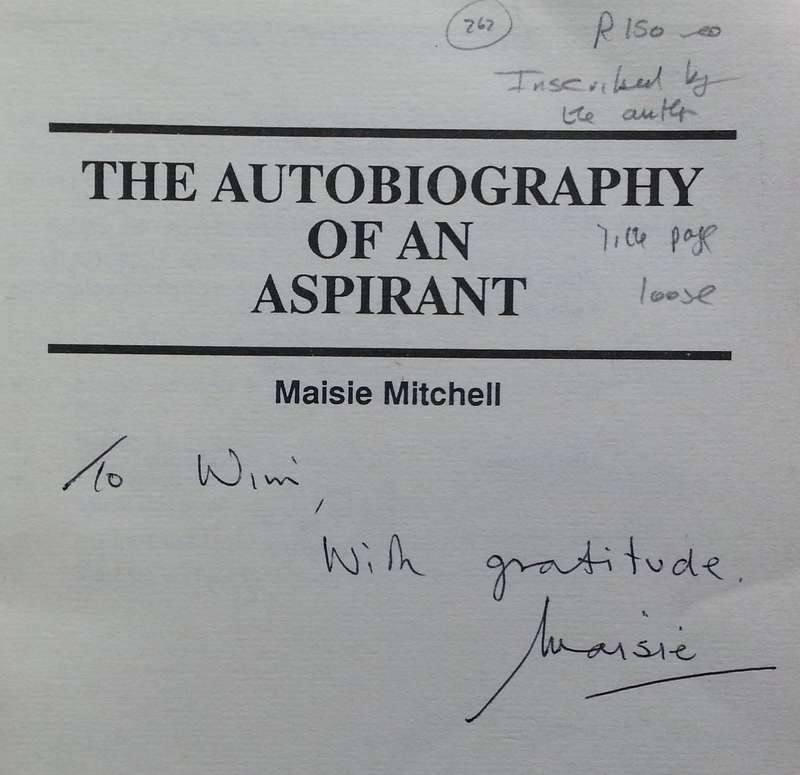 262
R150-00
Inscribed by
the author
THE AUTOBIOGRAPHY
OF AN
Title page
ASPIRANT
loose
Maisie Mitchell
To Wim,
With gratitude.
Maisie